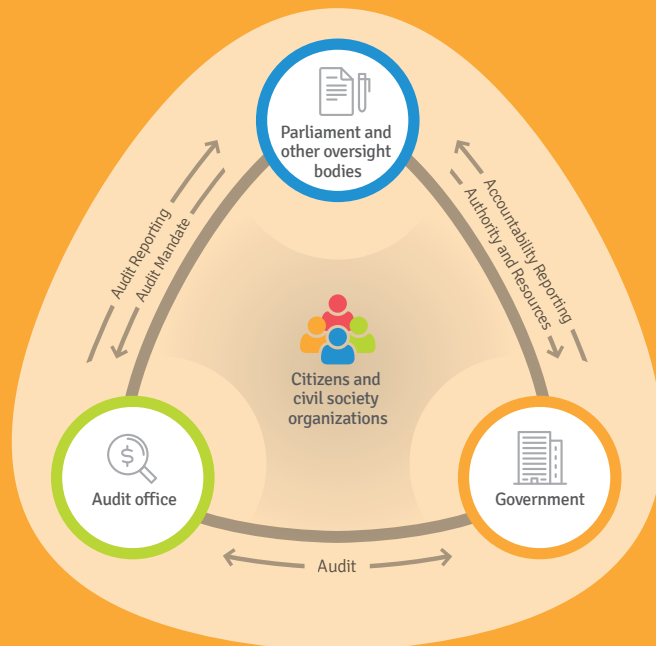 Parliament and
other oversight
bodies
Audit Reporting
Audit Mandate
Accountability Reporting
Authority and Resources
Citizens and
civil society
organizations
$
Audit office
Government
Audit